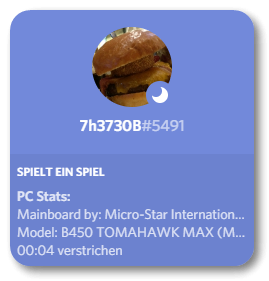 7h3730B#5491
SPIELT EIN SPIEL
PC Stats:
Mainboard by: Micro-Star Internation...
Model: B450 TOMAHAWK MAX (M...
00:04 verstrichen